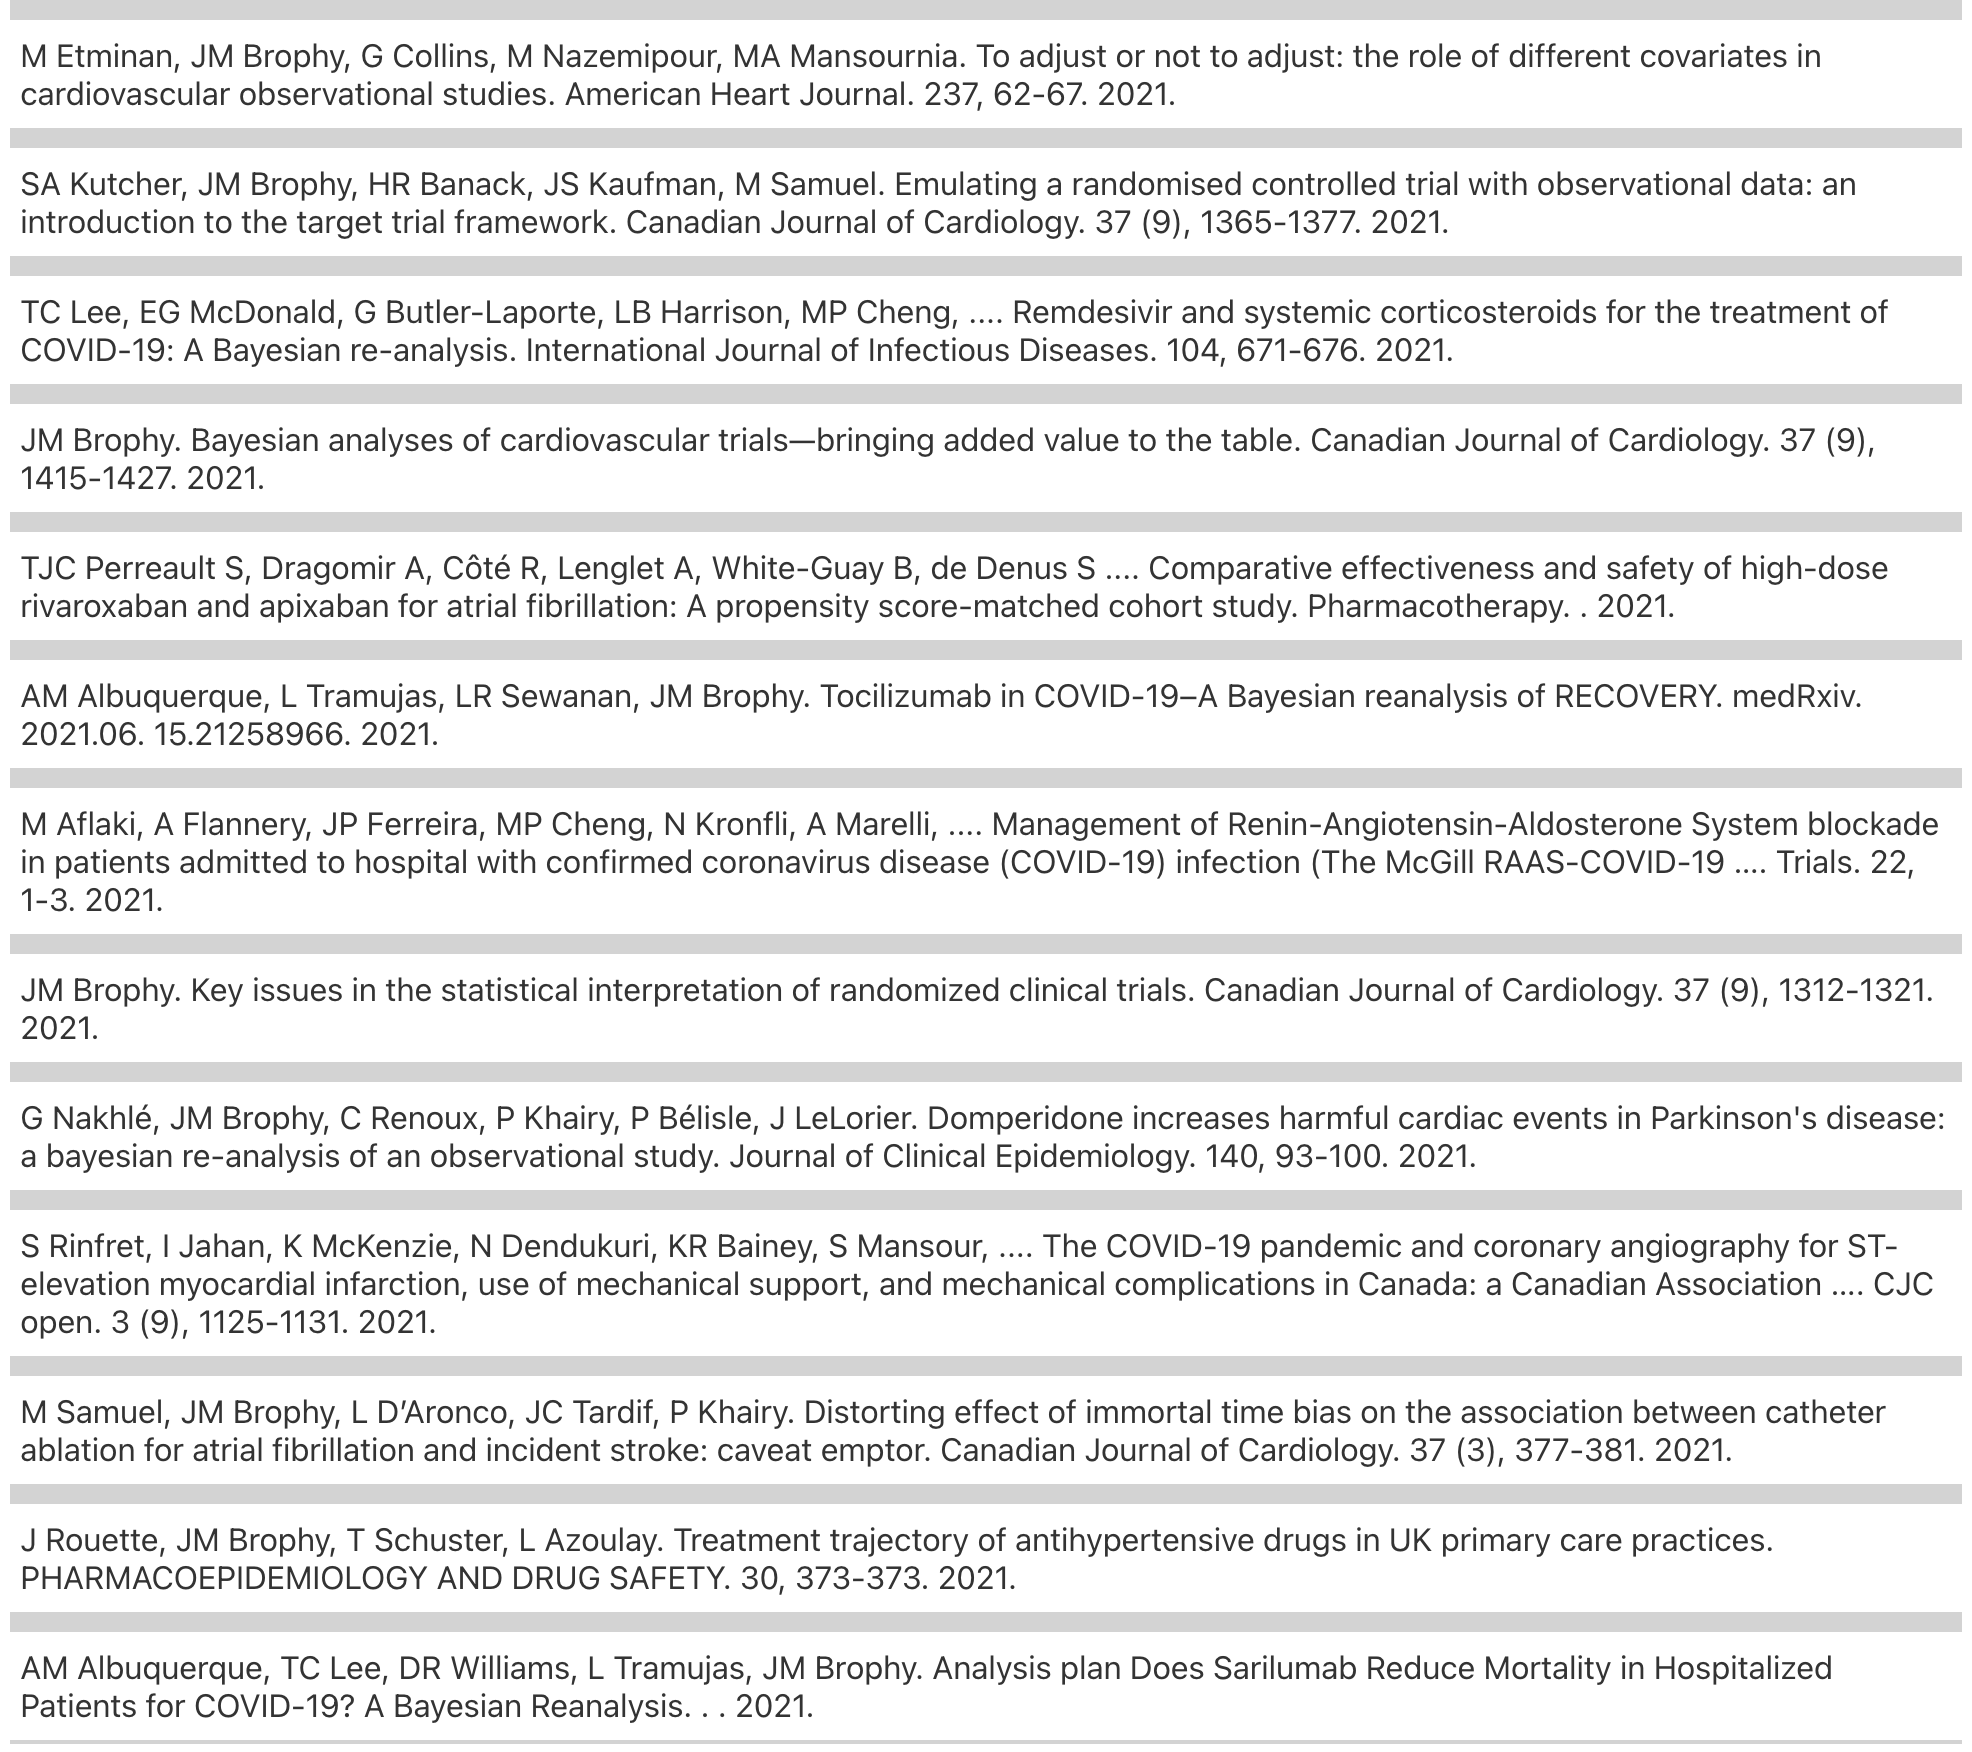 M Etminan, JM Brophy, G Collins, M Nazemipour, MA Mansournia. To adjust or not to adjust: the role of different covariates in
cardiovascular observational studies. American Heart Journal. 237, 62-67. 2021.
SA Kutcher, JM Brophy, HR Banack, JS Kaufman, M Samuel. Emulating a randomised controlled trial with observational data: an
introduction to the target trial framework. Canadian Journal of Cardiology. 37 (9), 1365-1377. 2021.
TC Lee, EG McDonald, G Butler-Laporte, LB Harrison, MP Cheng, .... Remdesivir and systemic corticosteroids for the treatment of
COVID-19: A Bayesian re-analysis. International Journal of Infectious Diseases. 104, 671-676. 2021.
JM Brophy. Bayesian analyses of cardiovascular trials—bringing added value to the table. Canadian Journal of Cardiology. 37 (9),
1415-1427. 2021.
TJC Perreault S, Dragomir A, Côté R, Lenglet A, White-Guay B, de Denus S .... Comparative effectiveness and safety of high-dose
rivaroxaban and apixaban for atrial fibrillation: A propensity score-matched cohort study. Pharmacotherapy. . 2021.
AM Albuquerque, L Tramujas, LR Sewanan, JM Brophy. Tocilizumab in COVID-19–A Bayesian reanalysis of RECOVERY. medRxiv.
2021.06. 15.21258966. 2021.
M Aflaki, A Flannery, JP Ferreira, MP Cheng, N Kronfli, A Marelli, .... Management of Renin-Angiotensin-Aldosterone System blockade
in patients admitted to hospital with confirmed coronavirus disease (COVID-19) infection (The McGill RAAS-COVID-19 .... Trials. 22,
1-3. 2021.
JM Brophy. Key issues in the statistical interpretation of randomized clinical trials. Canadian Journal of Cardiology. 37 (9), 1312-1321.
2021.
G Nakhlé, JM Brophy, C Renoux, P Khairy, P Bélisle, J LeLorier. Domperidone increases harmful cardiac events in Parkinson's disease:
a bayesian re-analysis of an observational study. Journal of Clinical Epidemiology. 140, 93-100. 2021.
S Rinfret, I Jahan, K McKenzie, N Dendukuri, KR Bainey, S Mansour, .... The COVID-19 pandemic and coronary angiography for ST-
elevation myocardial infarction, use of mechanical support, and mechanical complications in Canada: a Canadian Association .... CJC
open. 3 (9), 1125-1131. 2021.
M Samuel, JM Brophy, L D’Aronco, JC Tardif, P Khairy. Distorting effect of immortal time bias on the association between catheter
ablation for atrial fibrillation and incident stroke: caveat emptor. Canadian Journal of Cardiology. 37 (3), 377-381. 2021.
J Rouette, JM Brophy, T Schuster, L Azoulay. Treatment trajectory of antihypertensive drugs in UK primary care practices.
PHARMACOEPIDEMIOLOGY AND DRUG SAFETY. 30, 373-373. 2021.
AM Albuquerque, TC Lee, DR Williams, L Tramujas, JM Brophy. Analysis plan Does Sarilumab Reduce Mortality in Hospitalized
Patients for COVID-19? A Bayesian Reanalysis. . . 2021.